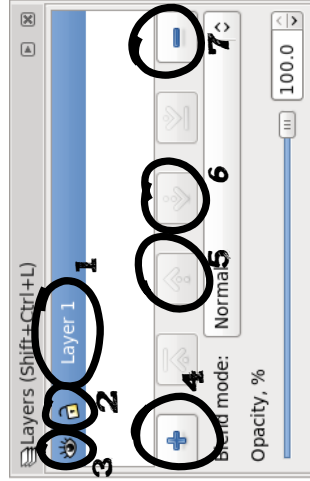 Layers (Shift+Ctrl+L)
3 2 Layer 1 1
4 5 6 7
Blend mode: Normal
Opacity, % 100.0